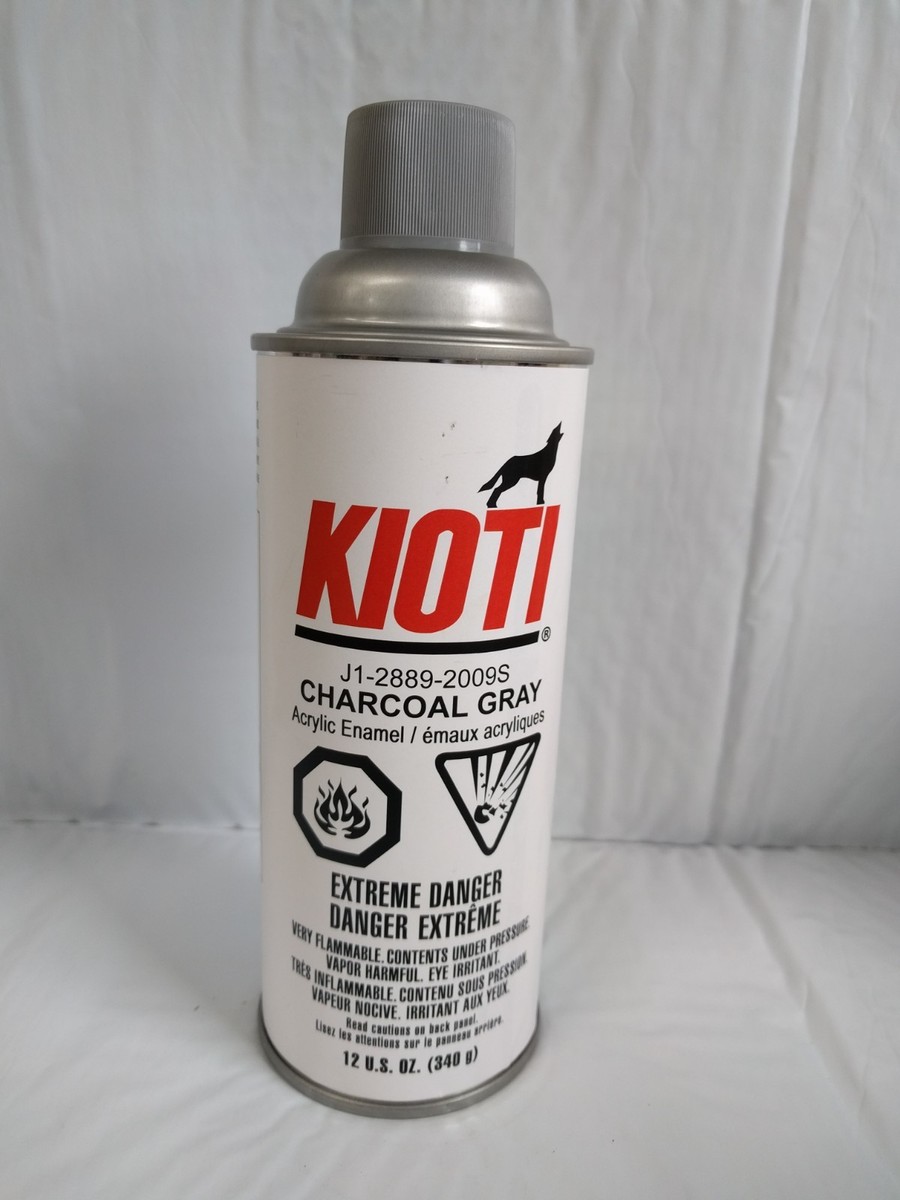 KIOTI®
J1-2889-2009S
CHARCOAL GRAY
Acrylic Enamel / émaux acryliques
EXTREME DANGER
DANGER EXTRÊME
VERY FLAMMABLE. CONTENTS UNDER PRESSURE.
VAPOR HARMFUL. EYE IRRITANT.
TRÈS INFLAMMABLE. CONTENU SOUS PRESSION.
VAPEUR NOCIVE. IRRITANT AUX YEUX.
Read cautions on back panel.
Lisez les attentions sur le panneau arrière.
12 U.S. OZ. (340 g)